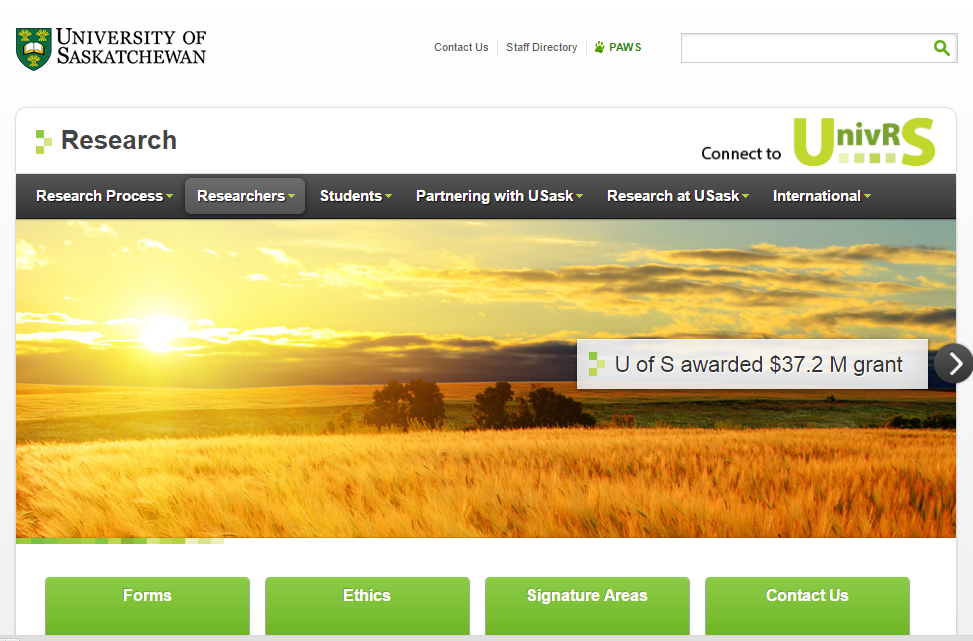 UNIVERSITY OF
SASKATCHEWAN
Contact Us
Staff Directory
PAWS
Research
Connect to UnivRS
Research Process
Researchers
Students
Partnering with USask
Research at USask
International
U of S awarded $37.2 M grant
Forms
Ethics
Signature Areas
Contact Us